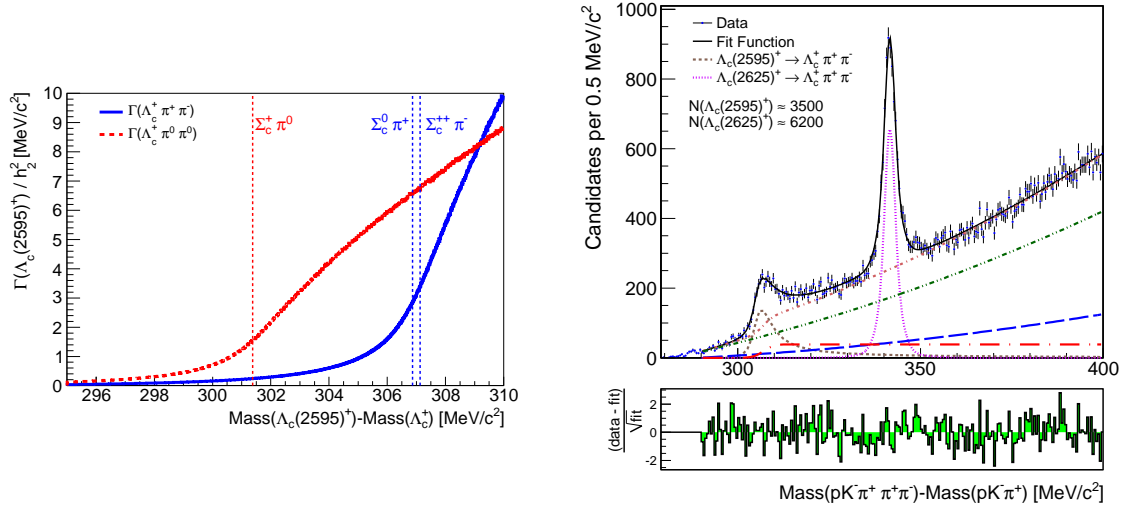 Γ(Λc+ π+ π-)
Γ(Λc+ π0 π0)
Σc+ π0
Σc0 π+
Σc++ π-
Γ(Λc(2595)+) / h22 [MeV/c2]
10
9
8
7
6
5
4
3
2
1
0
296 298 300 302 304 306 308 310
Mass(Λc(2595)+)-Mass(Λc+) [MeV/c2]
Candidates per 0.5 MeV/c2
1000
800
600
400
200
0
Data
Fit Function
Λc(2595)+ → Λc+ π+ π-
Λc(2625)+ → Λc+ π+ π-
N(Λc(2595)+) ≈ 3500
N(Λc(2625)+) ≈ 6200
300 350 400
(data - fit)
√fit
2
0
-2
Mass(pK-π+ π+π-)-Mass(pK-π+) [MeV/c2]